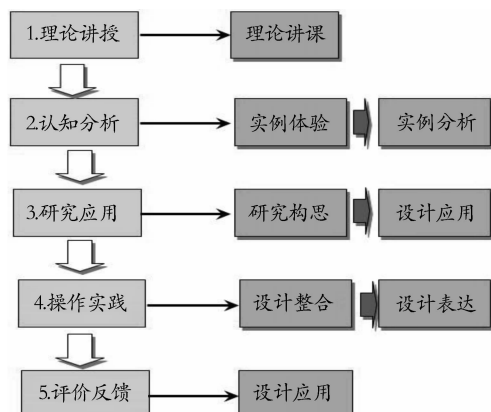 1.理论讲授
理论讲课
2.认知分析
实例体验
实例分析
3.研究应用
研究构思
设计应用
4.操作实践
设计整合
设计表达
5.评价反馈
设计应用